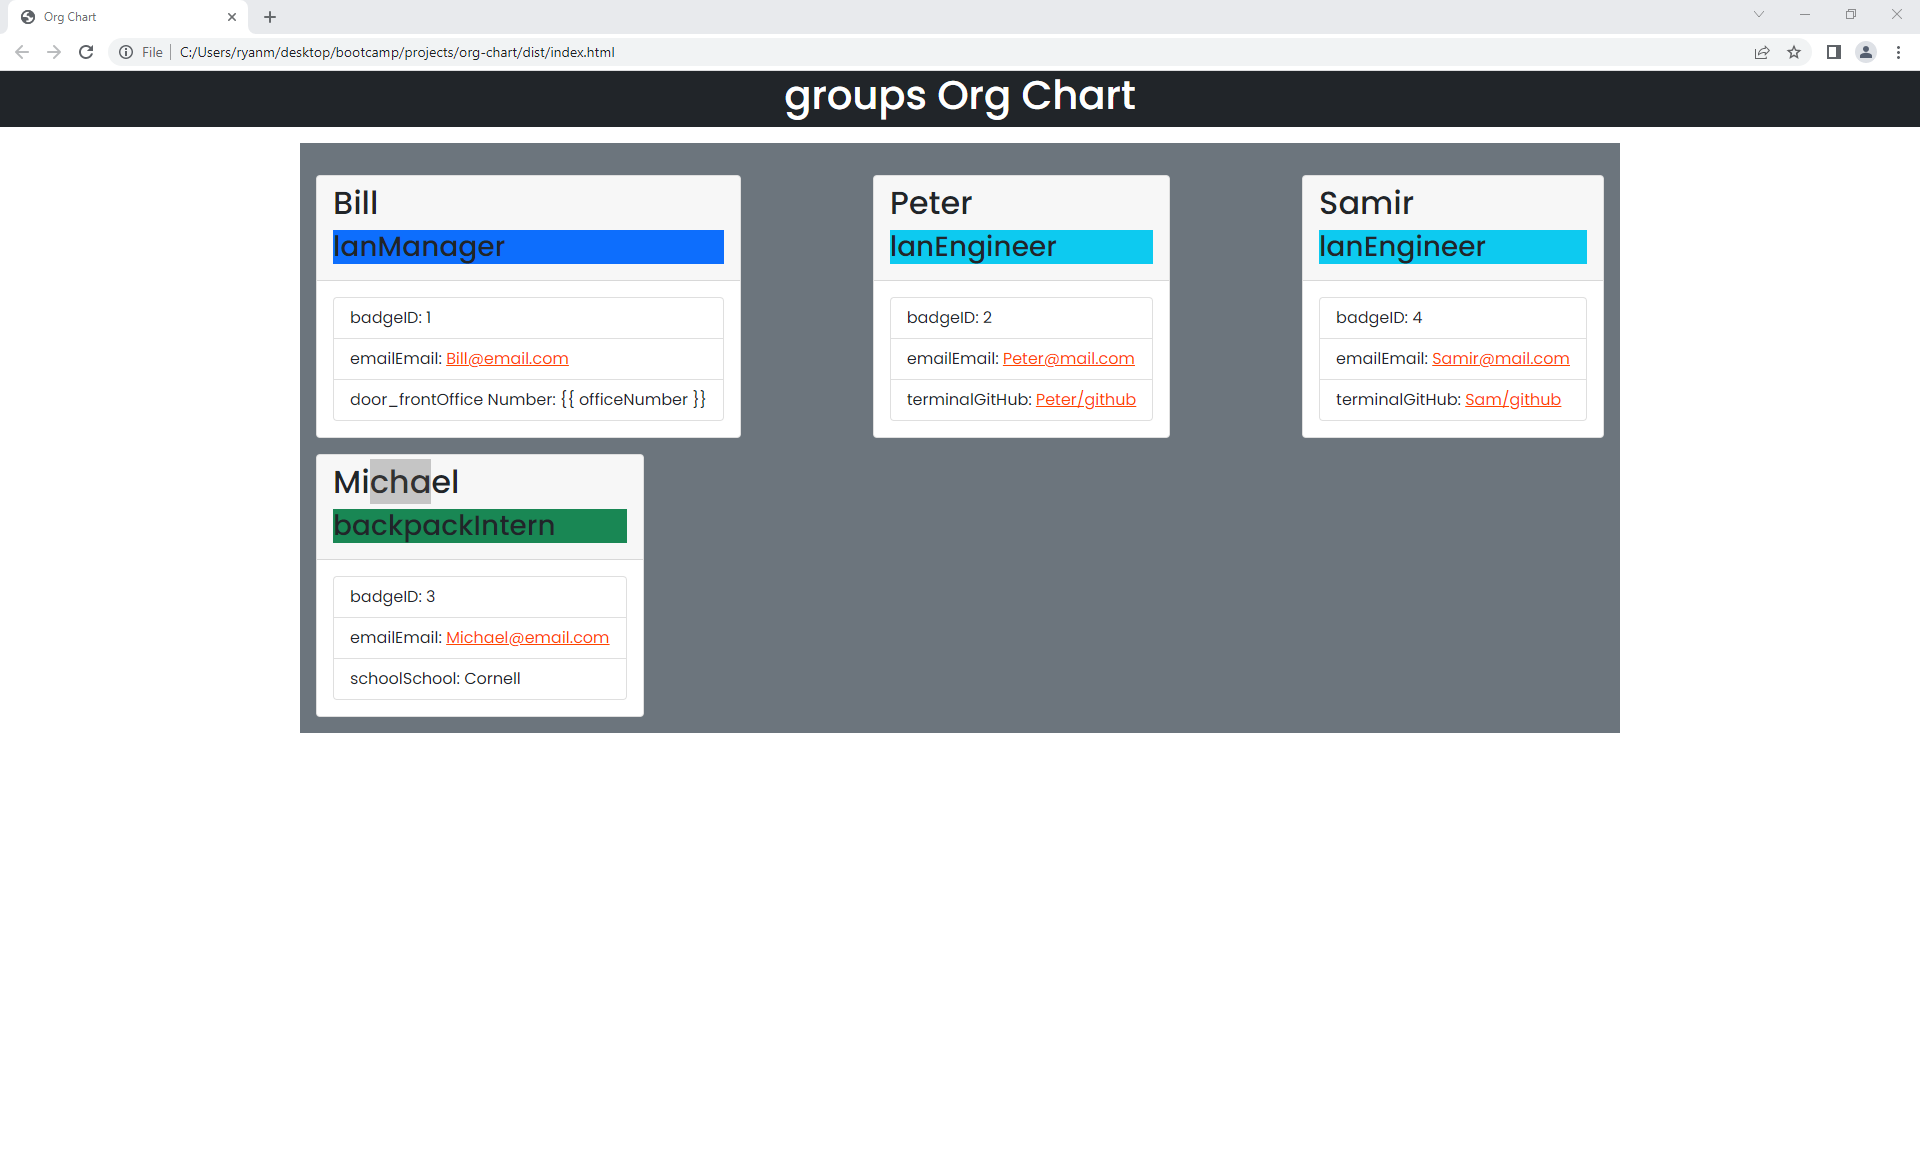 Org Chart
File C:/Users/ryanm/desktop/bootcamp/projects/org-chart/dist/index.html
groups Org Chart
Bill
lanManager
badgeID: 1
emailEmail: Bill@email.com
door_frontOffice Number: {{ officeNumber }}
Peter
lanEngineer
badgeID: 2
emailEmail: Peter@mail.com
terminalGitHub: Peter/github
Samir
lanEngineer
badgeID: 4
emailEmail: Samir@mail.com
terminalGitHub: Sam/github
Michael
backpackIntern
badgeID: 3
emailEmail: Michael@email.com
schoolSchool: Cornell